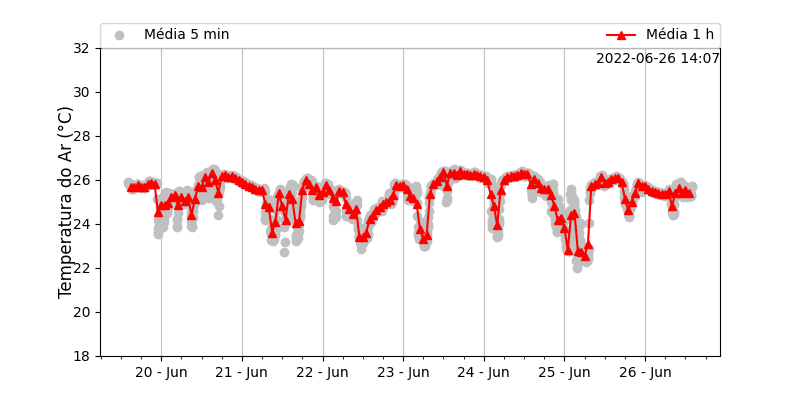 Média 5 min
Média 1 h
2022-06-26 14:07
Temperatura do Ar (°C)
32
30
28
26
24
22
20
18
20 - Jun
21 - Jun
22 - Jun
23 - Jun
24 - Jun
25 - Jun
26 - Jun